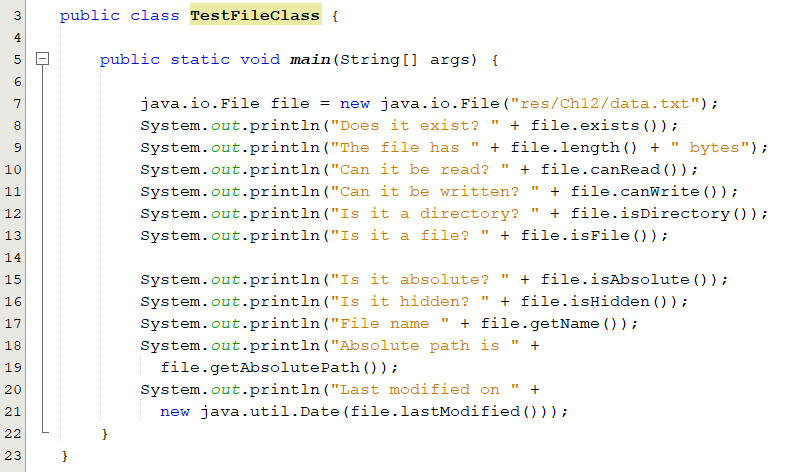 3 public class TestFileClass {
4
5 public static void main(String[] args) {
6
7 java.io.File file = new java.io.File("res/Ch12/data.txt");
8 System.out.println("Does it exist? " + file.exists());
9 System.out.println("The file has " + file.length() + " bytes");
10 System.out.println("Can it be read? " + file.canRead());
11 System.out.println("Can it be written? " + file.canWrite());
12 System.out.println("Is it a directory? " + file.isDirectory());
13 System.out.println("Is it a file? " + file.isFile());
14
15 System.out.println("Is it absolute? " + file.isAbsolute());
16 System.out.println("Is it hidden? " + file.isHidden());
17 System.out.println("File name " + file.getName());
18 System.out.println("Absolute path is " +
19 file.getAbsolutePath());
20 System.out.println("Last modified on " +
21 new java.util.Date(file.lastModified()));
22 }
23 }